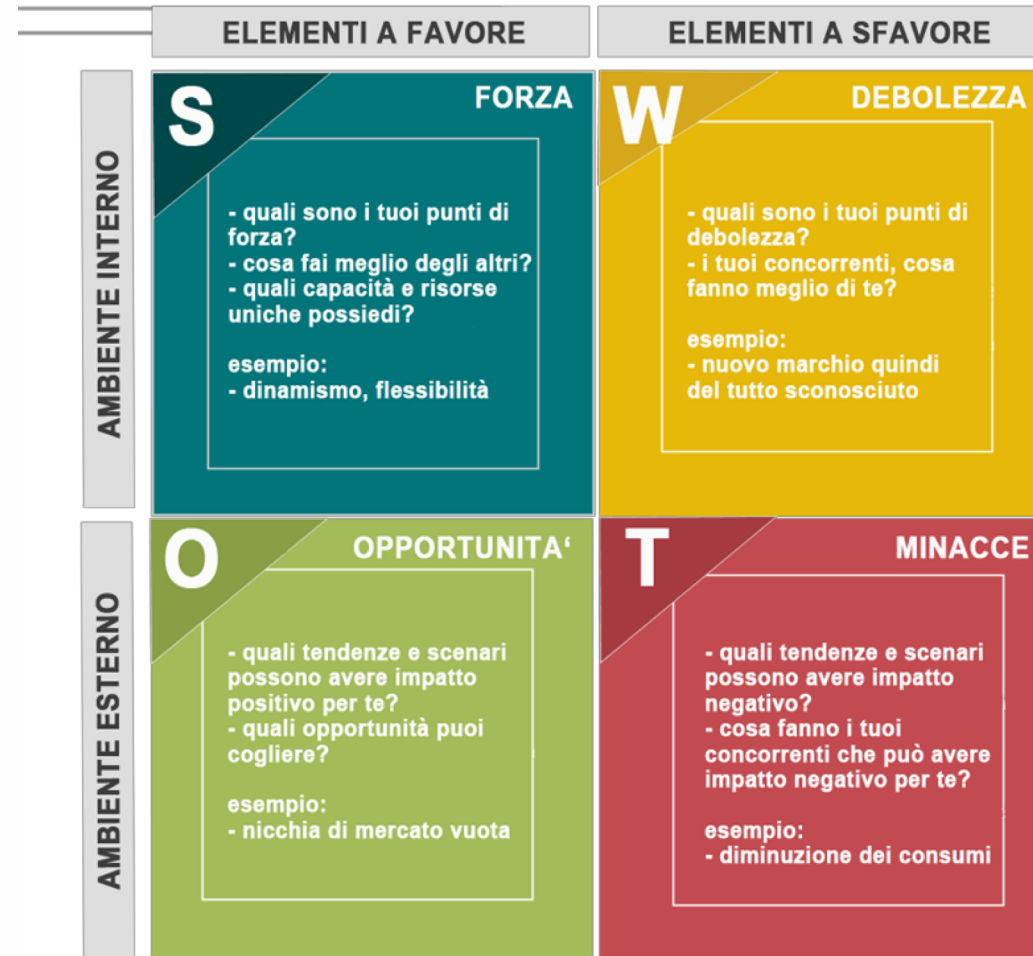 ELEMENTI A FAVORE
ELEMENTI A SFAVORE
AMBIENTE INTERNO
S
FORZA
- quali sono i tuoi punti di
forza?
- cosa fai meglio degli altri?
- quali capacità e risorse
uniche possiedi?
esempio:
- dinamismo, flessibilità
W
DEBOLEZZA
- quali sono i tuoi punti di
debolezza?
- i tuoi concorrenti, cosa
fanno meglio di te?
esempio:
- nuovo marchio quindi
del tutto sconosciuto
AMBIENTE ESTERNO
O
OPPORTUNITA‘
- quali tendenze e scenari
possono avere impatto
positivo per te?
- quali opportunità puoi
cogliere?
esempio:
- nicchia di mercato vuota
T
MINACCE
- quali tendenze e scenari
possono avere impatto
negativo?
- cosa fanno i tuoi
concorrenti che può avere
impatto negativo per te?
esempio:
- diminuzione dei consumi